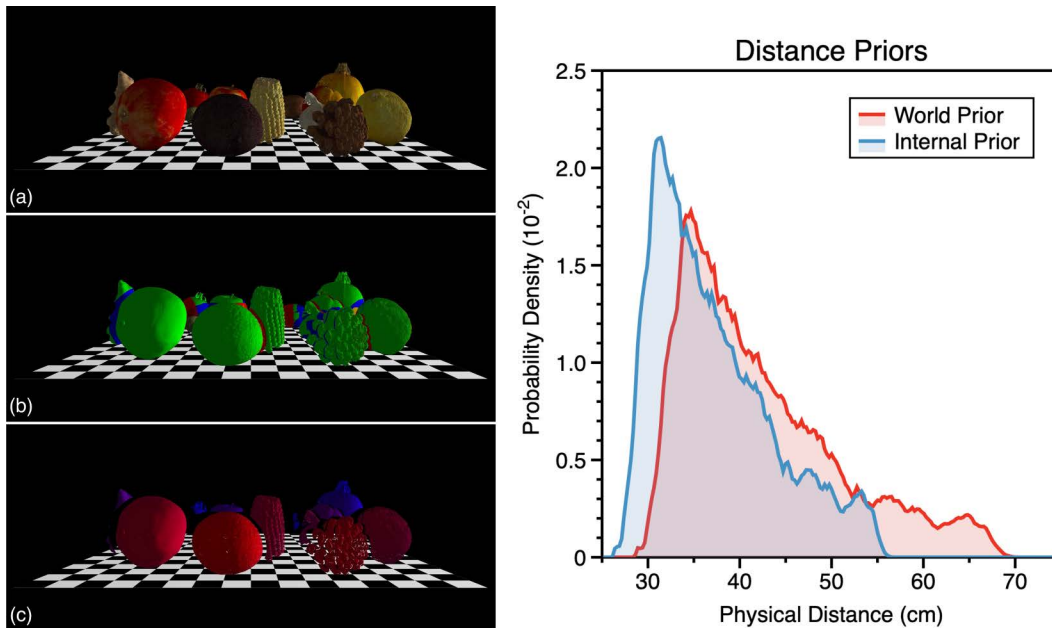 (a)
(b)
(c)
Distance Priors
World Prior
Internal Prior
Probability Density (10⁻²)
2.5
2.0
1.5
1.0
0.5
0
30 40 50 60 70
Physical Distance (cm)